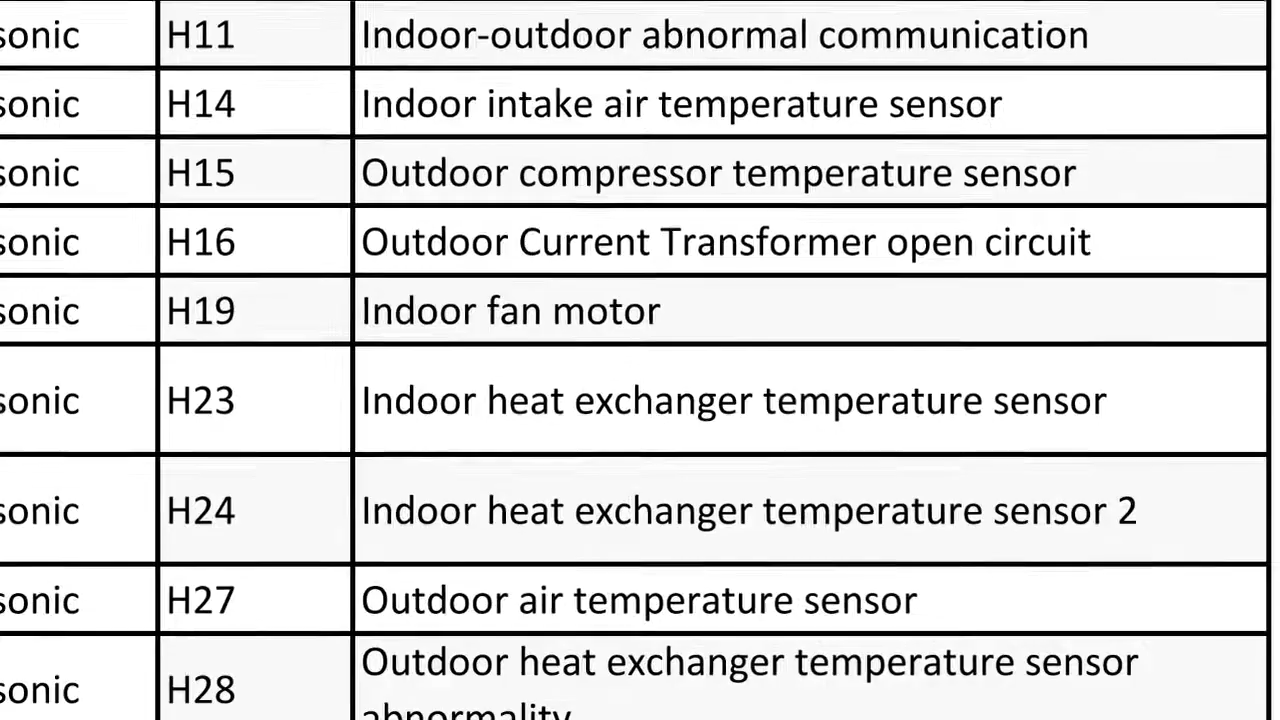 sonic H11 Indoor-outdoor abnormal communication
sonic H14 Indoor intake air temperature sensor
sonic H15 Outdoor compressor temperature sensor
sonic H16 Outdoor Current Transformer open circuit
sonic H19 Indoor fan motor
sonic H23 Indoor heat exchanger temperature sensor
sonic H24 Indoor heat exchanger temperature sensor 2
sonic H27 Outdoor air temperature sensor
sonic H28 Outdoor heat exchanger temperature sensor
abnormality